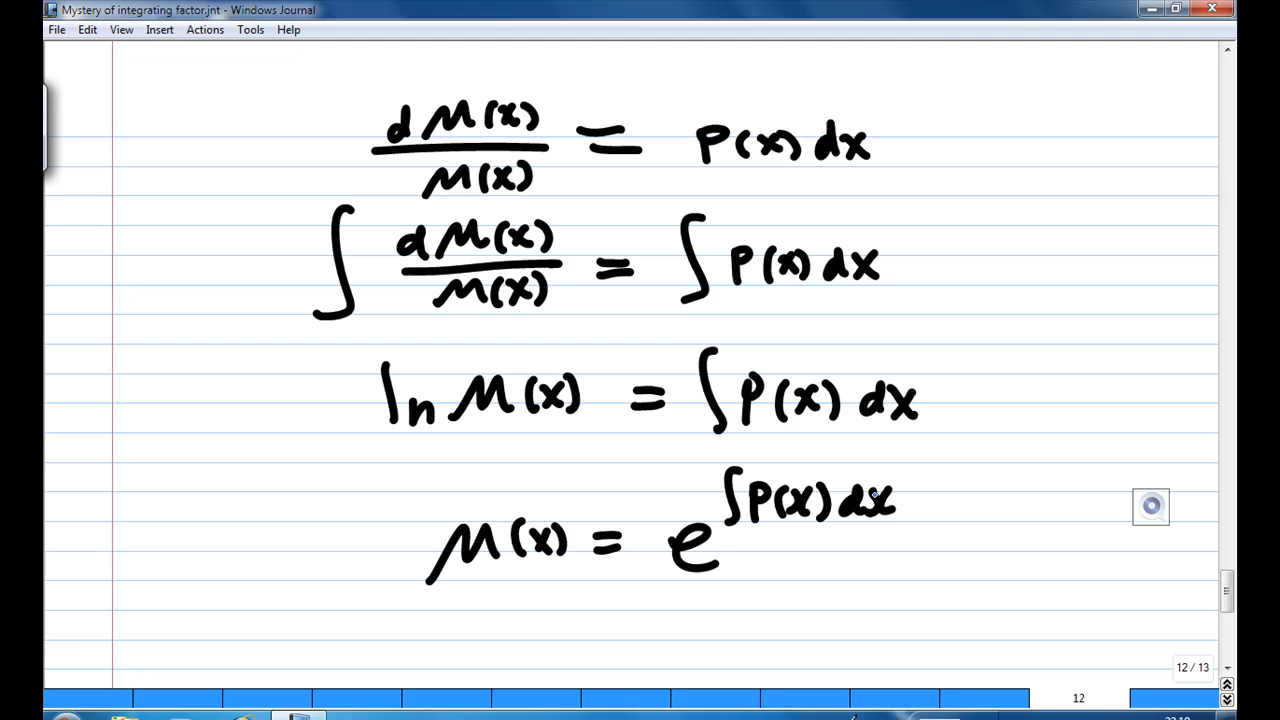 Mystery of integrating factor.jnt - Windows Journal
File Edit View Insert Actions Tools Help
dμ(x)/μ(x) = P(x) dx
∫ dμ(x)/μ(x) = ∫ P(x) dx
ln μ(x) = ∫ P(x) dx
μ(x) = e^∫P(x) dx
12 / 13
12